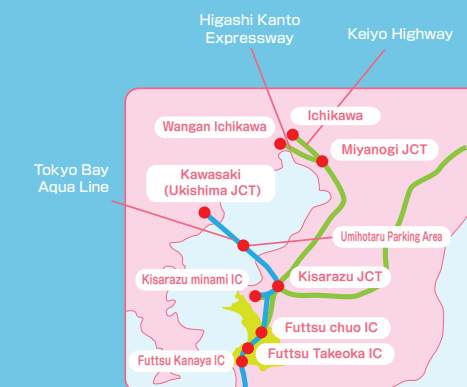 Higashi Kanto
Expressway
Keiyo Highway
Ichikawa
Wangan Ichikawa
Miyanogi JCT
Tokyo Bay
Aqua Line
Kawasaki
(Ukishima JCT)
Umihotaru Parking Area
Kisarazu minami IC
Kisarazu JCT
Futtsu chuo IC
Futtsu Takeoka IC
Futtsu Kanaya IC